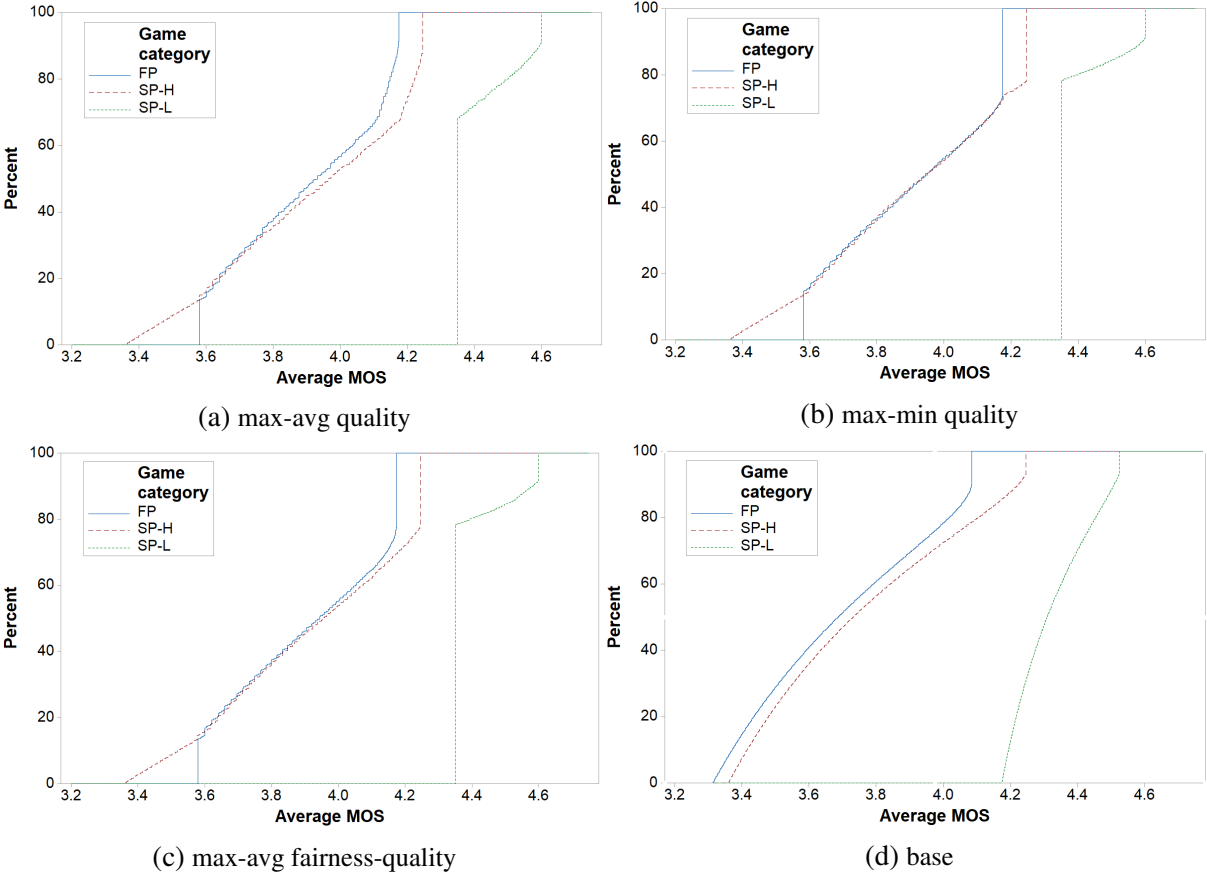 100
80
60
40
20
0
Percent
Game
category
FP
SP-H
SP-L
3.2 3.4 3.6 3.8 4.0 4.2 4.4 4.6
Average MOS
(a) max-avg quality
100
80
60
40
20
0
Percent
Game
category
FP
SP-H
SP-L
3.2 3.4 3.6 3.8 4.0 4.2 4.4 4.6
Average MOS
(b) max-min quality
100
80
60
40
20
0
Percent
Game
category
FP
SP-H
SP-L
3.2 3.4 3.6 3.8 4.0 4.2 4.4 4.6
Average MOS
(c) max-avg fairness-quality
100
80
60
40
20
0
Percent
Game
category
FP
SP-H
SP-L
3.2 3.4 3.6 3.8 4.0 4.2 4.4 4.6
Average MOS
(d) base